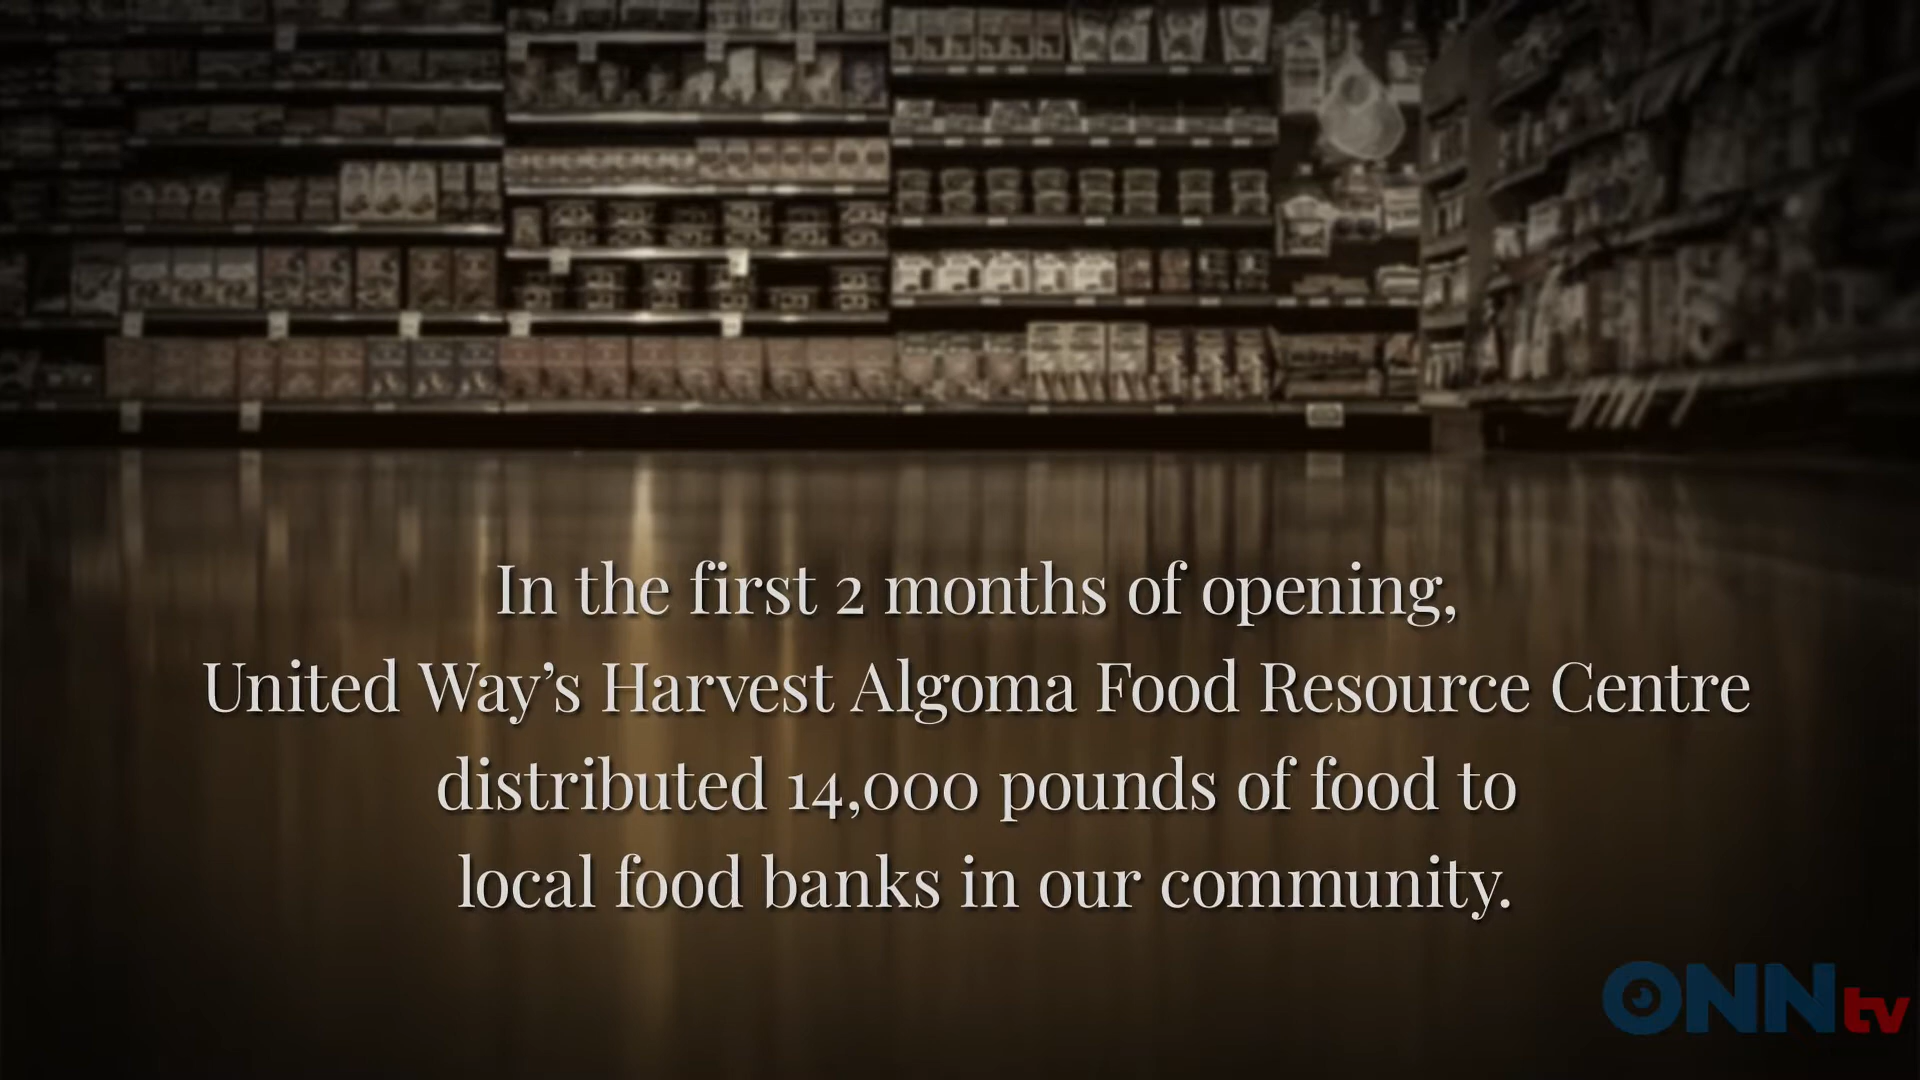 In the first 2 months of opening,
United Way’s Harvest Algoma Food Resource Centre
distributed 14,000 pounds of food to
local food banks in our community.
ONNtv